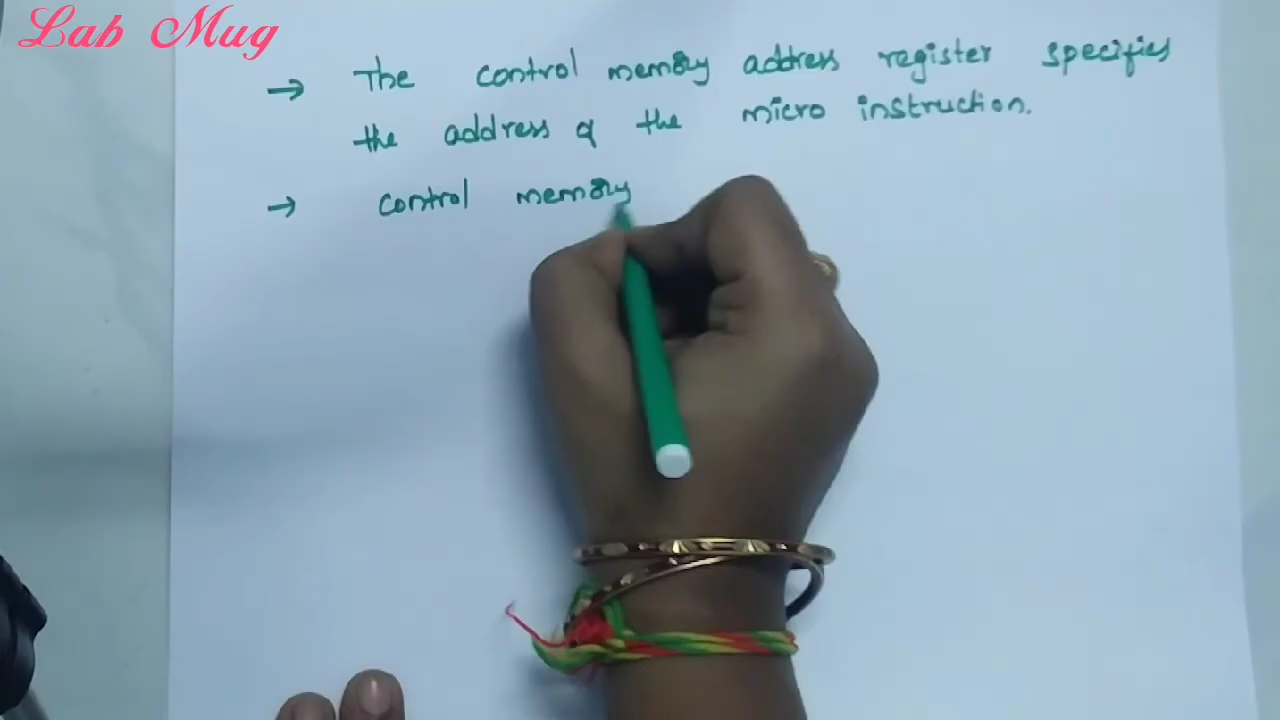 Lab Mug
→ The control memory address register specifies
the address of the micro instruction.
→ control memory